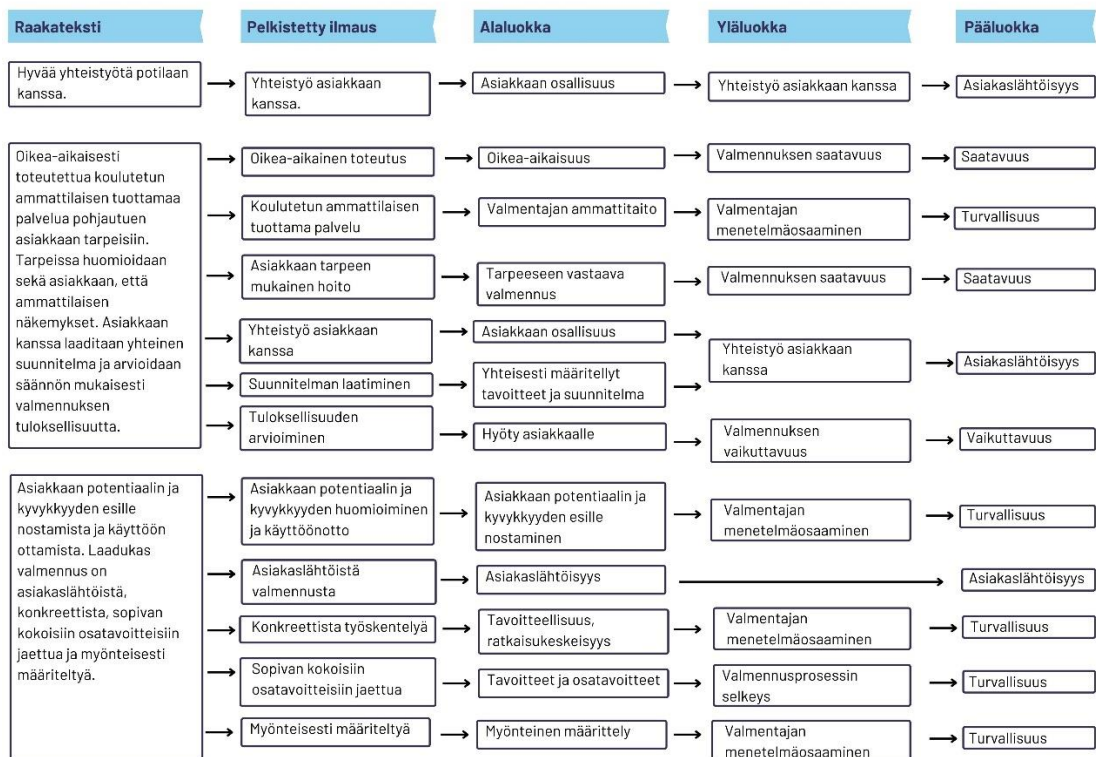 Raakateksti
Pelkistetty ilmaus
Alaluokka
Yläluokka
Pääluokka
Hyvää yhteistyötä potilaan
kanssa.
Yhteistyö asiakkaan
kanssa.
Asiakkaan osallisuus
Yhteistyö asiakkaan kanssa
Asiakaslähtöisyys
Oikea-aikaisesti
toteutettua koulutetun
ammattilaisen tuottamaa
palvelua pohjautuen
asiakkaan tarpeisiin.
Tarpeissa huomioidaan
sekä asiakkaan, että
ammattilaisen
näkemykset. Asiakkaan
kanssa laaditaan yhteinen
suunnitelma ja arvioidaan
säännön mukaisesti
valmennuksen
tuloksellisuutta.
Oikea-aikainen toteutus
Oikea-aikaisuus
Valmennuksen saatavuus
Saatavuus
Koulutetun ammattilaisen
tuottama palvelu
Valmentajan ammattitaito
Valmentajan
menetelmäosaaminen
Turvallisuus
Asiakkaan tarpeen
mukainen hoito
Tarpeeseen vastaava
valmennus
Valmennuksen saatavuus
Saatavuus
Yhteistyö asiakkaan
kanssa
Asiakkaan osallisuus
Yhteistyö asiakkaan
kanssa
Asiakaslähtöisyys
Suunnitelman laatiminen
Yhteisesti määritellyt
tavoitteet ja suunnitelma
Tuloksellisuuden
arvioiminen
Hyöty asiakkaalle
Valmennuksen
vaikuttavuus
Vaikuttavuus
Asiakkaan potentiaalin ja
kyvykkyyden esille
nostamista ja käyttöön
ottamista. Laadukas
valmennus on
asiakaslähtöistä,
konkreettista, sopivan
kokoisiin osatavoitteisiin
jaettua ja myönteisesti
määriteltyä.
Asiakkaan potentiaalin ja
kyvykkyyden huomioiminen
ja käyttöönotto
Asiakkaan potentiaalin ja
kyvykkyyden esille
nostaminen
Valmentajan
menetelmäosaaminen
Turvallisuus
Asiakaslähtöistä
valmennusta
Asiakaslähtöisyys
Asiakaslähtöisyys
Konkreettista työskentelyä
Tavoitteellisuus,
ratkaisukeskeisyys
Valmentajan
menetelmäosaaminen
Turvallisuus
Sopivan kokoisiin
osatavoitteisiin jaettua
Tavoitteet ja osatavoitteet
Valmennusprosessin
selkeys
Turvallisuus
Myönteisesti määriteltyä
Myönteinen määrittely
Valmentajan
menetelmäosaaminen
Turvallisuus